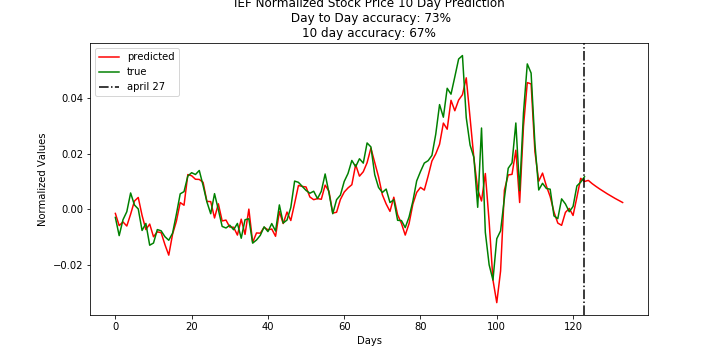 IEF Normalized Stock Price 10 Day Prediction
Day to Day accuracy: 73%
10 day accuracy: 67%
predicted
true
april 27
Normalized Values
0.04
0.02
0.00
−0.02
0
20
40
60
80
100
120
Days